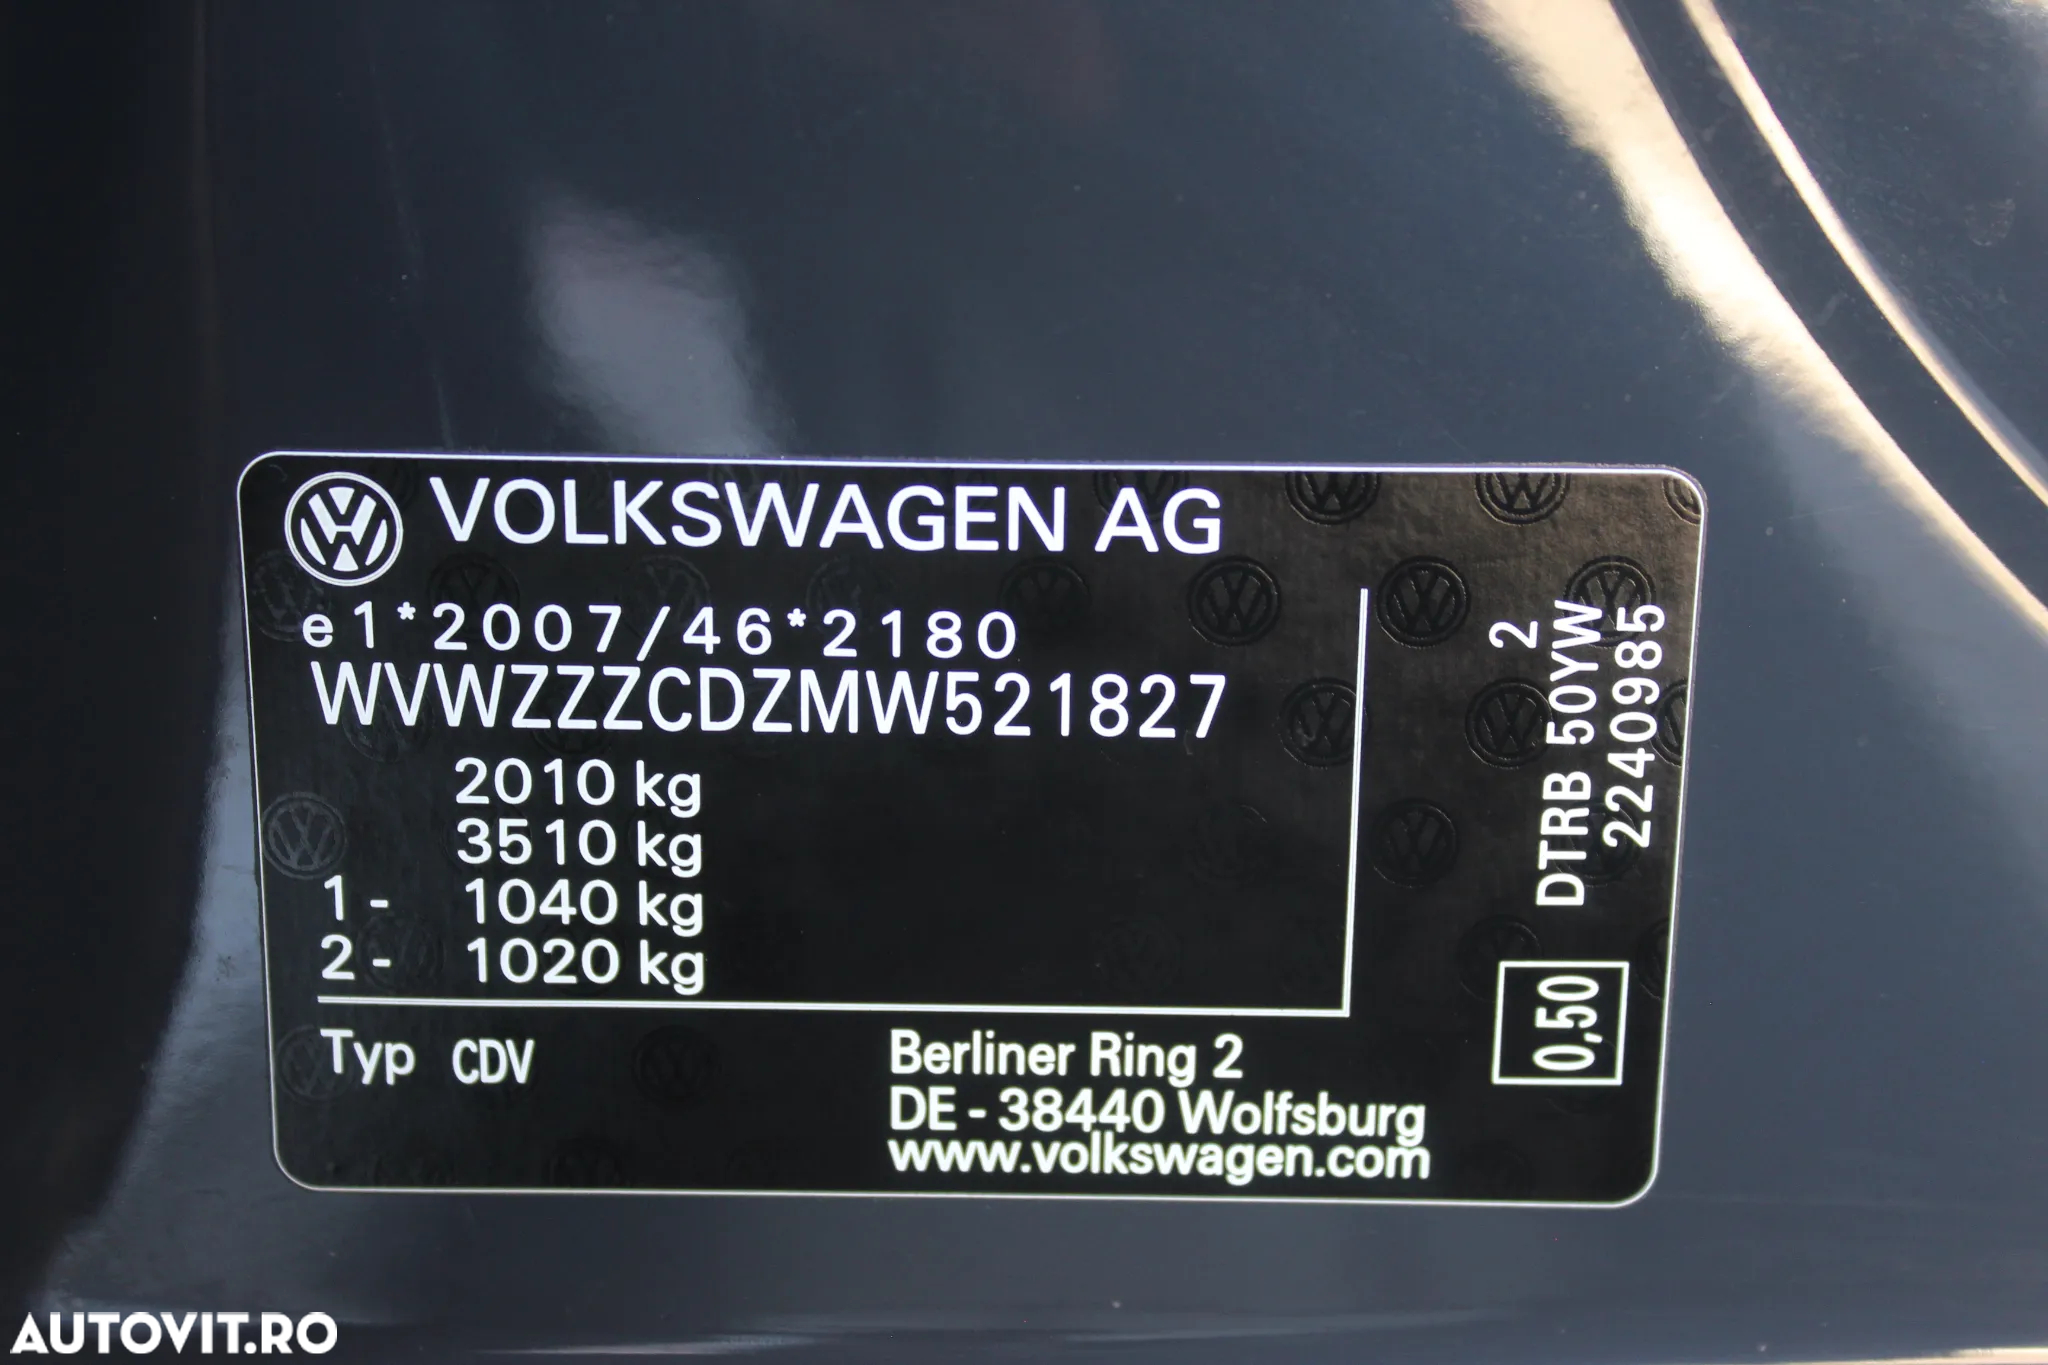 VOLKSWAGEN AG
e1*2007/46*2180
WVWZZZCDZMW521827
2010 kg
3510 kg
1 - 1040 kg
2 - 1020 kg
Typ CDV
Berliner Ring 2
DE - 38440 Wolfsburg
www.volkswagen.com
2
DTRB 50YW
2240985
0,50
AUTOVIT.RO